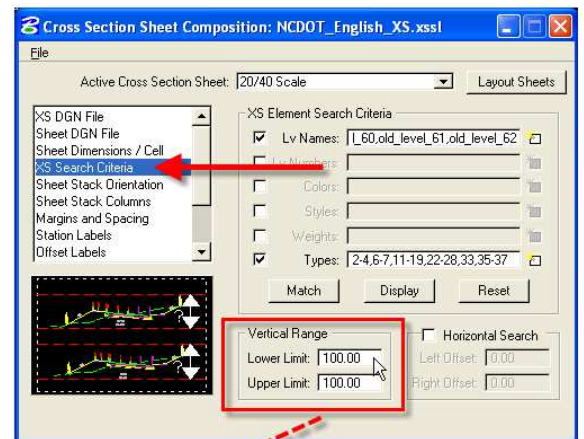 Cross Section Sheet Composition: NCDOT_English_XS.xssl
File
Active Cross Section Sheet: 20/40 Scale
Layout Sheets
XS DGN File
Sheet DGN File
Sheet Dimensions / Cell
XS Search Criteria
Sheet Stack Orientation
Sheet Stack Columns
Margins and Spacing
Station Labels
Offset Labels
XS Element Search Criteria
Lv Names: l_60,old_level_61,old_level_62
Lv Numbers:
Colors:
Styles:
Weights:
Types: 2-4,6-7,11-19,22-28,33,35-37
Match Display Reset
Vertical Range
Lower Limit: 100.00
Upper Limit: 100.00
Horizontal Search
Left Offset: 0.00
Right Offset: 0.00